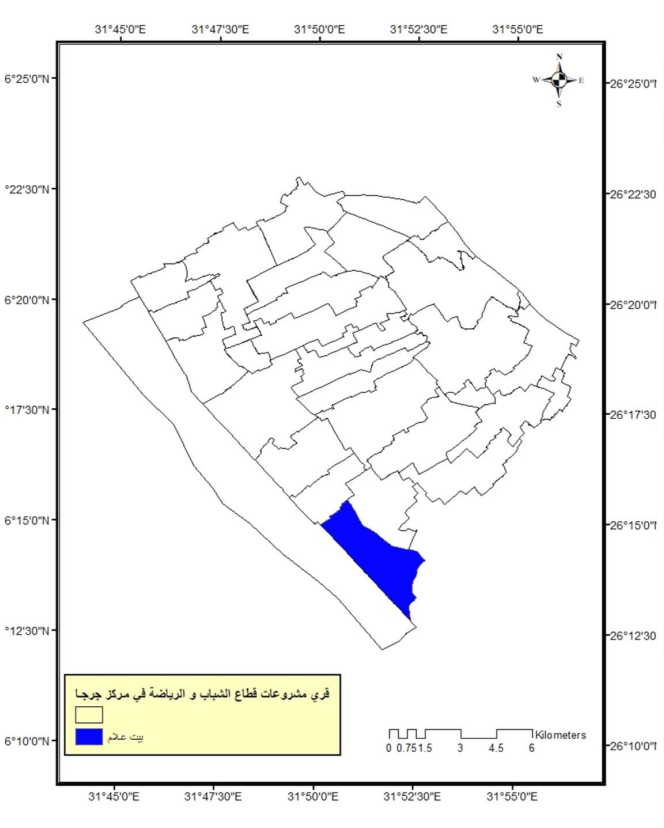 31°45'0"E 31°47'30"E 31°50'0"E 31°52'30"E 31°55'0"E
N
W E
S
6°25'0"N 26°25'0"
°22'30"N 26°22'30
6°20'0"N 26°20'0"
°17'30"N 26°17'30
6°15'0"N 26°15'0"
°12'30"N 26°12'30
6°10'0"N 26°10'0"
قري مشروعات قطاع الشباب و الرياضة في مركز جرجا
بيت علام
Kilometers
0 0.75 1.5 3 4.5 6
31°45'0"E 31°47'30"E 31°50'0"E 31°52'30"E 31°55'0"E